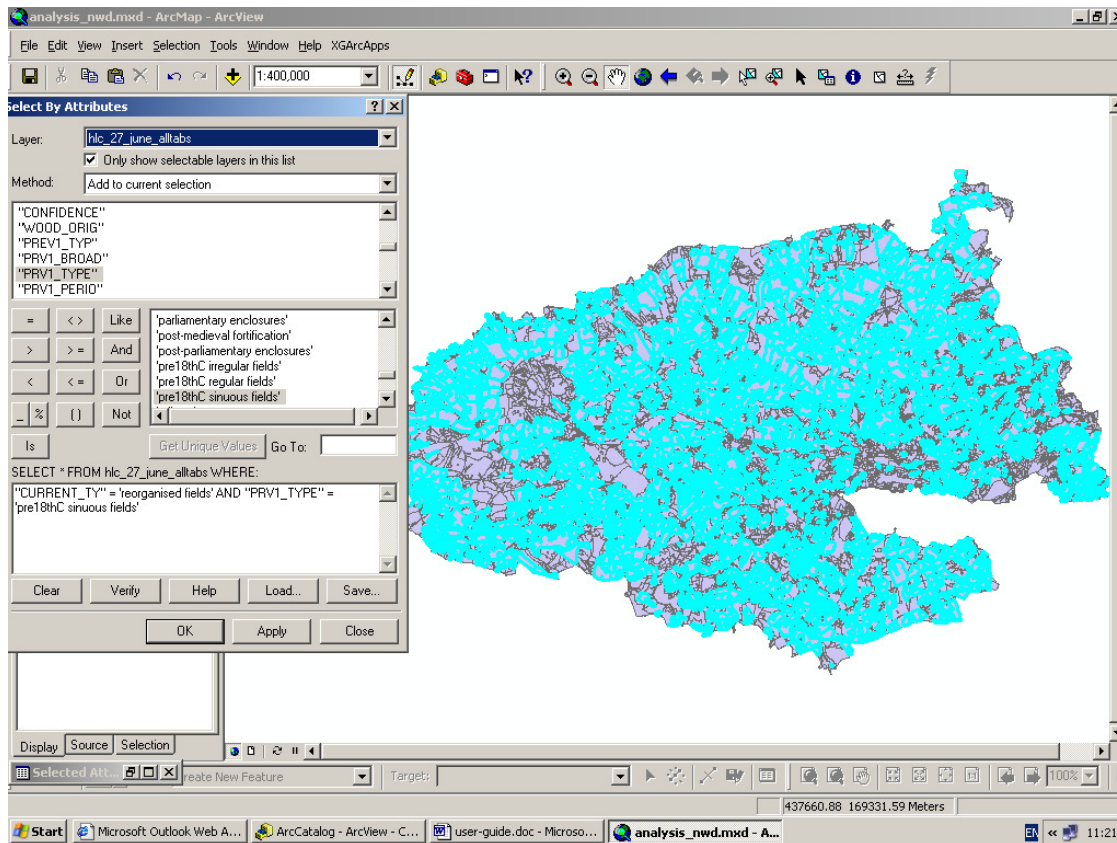 analysis_nwd.mxd - ArcMap - ArcView
File Edit View Insert Selection Tools Window Help XGArcApps
1:400,000
Select By Attributes
Layer: hlc_27_june_alltabs
Only show selectable layers in this list
Method: Add to current selection
"CONFIDENCE"
"WOOD_ORIG"
"PREV1_TYP"
"PRV1_BROAD"
"PRV1_TYPE"
"PRV1_PERIO"
= <> Like
> >= And
< <= Or
_ % () Not
Is
'parliamentary enclosures'
'post-medieval fortification'
'post-parliamentary enclosures'
'pre18thC irregular fields'
'pre18thC regular fields'
'pre18thC sinuous fields'
Get Unique Values Go To:
SELECT * FROM hlc_27_june_alltabs WHERE:
"CURRENT_TY" = 'reorganised fields' AND "PRV1_TYPE" =
'pre18thC sinuous fields'
Clear Verify Help Load... Save...
OK Apply Close
Display Source Selection
Selected Att... reate New Feature Target: 100%
437660.88 169331.59 Meters
Start Microsoft Outlook Web A... ArcCatalog - ArcView - C... user-guide.doc - Microso... analysis_nwd.mxd - A... EN « 11:21